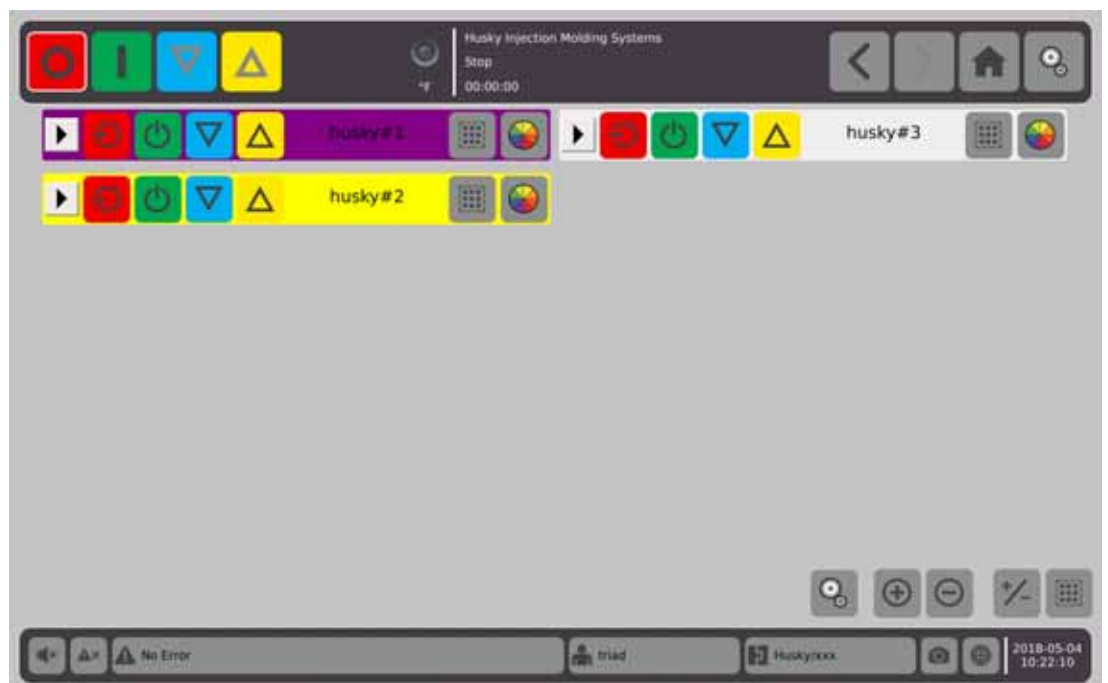 Husky Injection Molding Systems
Stop
°F
00:00:00
husky#1
husky#3
husky#2
No Error
triad
Husky/xxx
2018-05-04
10:22:10